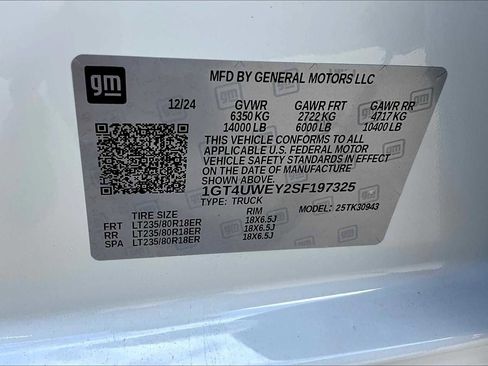 gm
MFD BY GENERAL MOTORS LLC
12/24 GVWR GAWR FRT GAWR RR
6350 KG 2722 KG 4717 KG
14000 LB 6000 LB 10400 LB
THIS VEHICLE CONFORMS TO ALL
APPLICABLE U.S. FEDERAL MOTOR
VEHICLE SAFETY STANDARDS IN EFFECT
ON THE DATE OF MANUFACTURE
SHOWN ABOVE.
1GT4UWEY2SF197325
TYPE: TRUCK
TIRE SIZE RIM MODEL: 25TK30943
FRT LT235/80R18ER 18X6.5J
RR LT235/80R18ER 18X6.5J
SPA LT235/80R18ER 18X6.5J